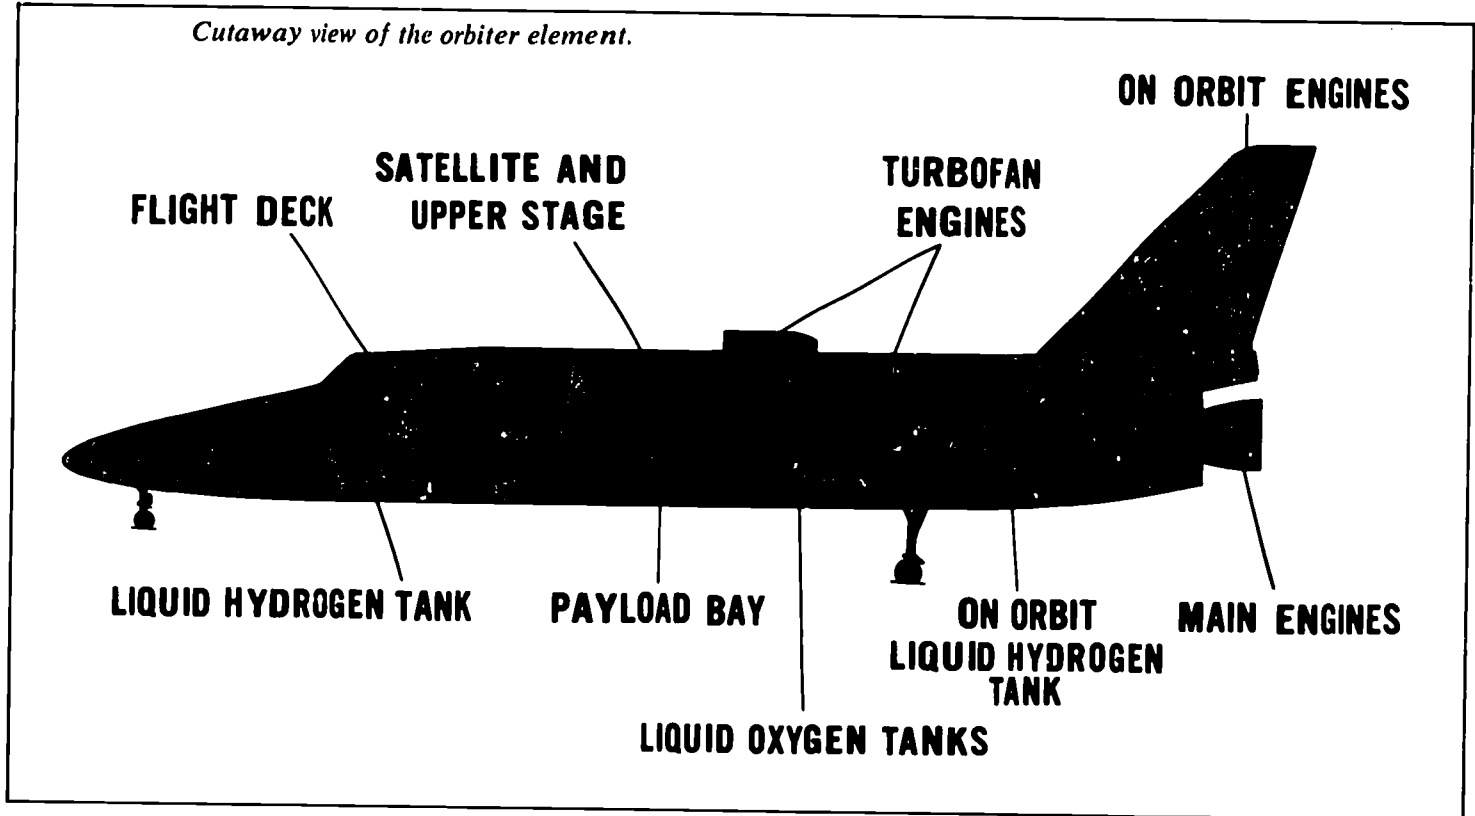 Cutaway view of the orbiter element.
ON ORBIT ENGINES
SATELLITE AND
UPPER STAGE
TURBOFAN
ENGINES
FLIGHT DECK
LIQUID HYDROGEN TANK
PAYLOAD BAY
ON ORBIT
LIQUID HYDROGEN
TANK
MAIN ENGINES
LIQUID OXYGEN TANKS